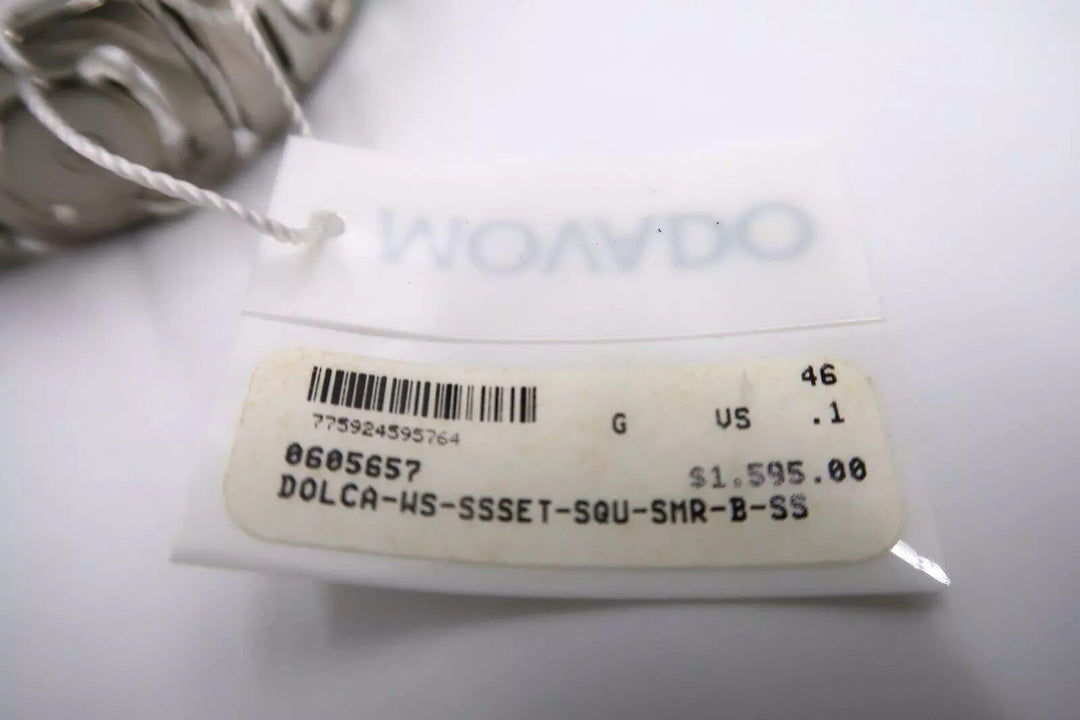 MOVADO
46
775924595764
G VS .1
0605657
$1,595.00
DOLCA-WS-SSSET-SQU-SMR-B-SS